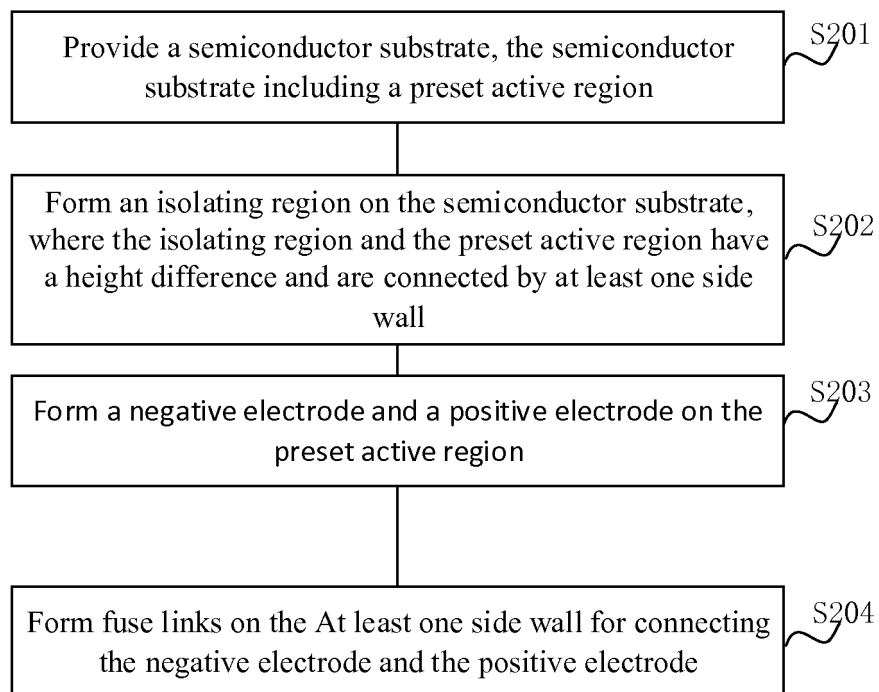 Provide a semiconductor substrate, the semiconductor
substrate including a preset active region
S201
Form an isolating region on the semiconductor substrate,
where the isolating region and the preset active region have
a height difference and are connected by at least one side
wall
S202
Form a negative electrode and a positive electrode on the
preset active region
S203
Form fuse links on the At least one side wall for connecting
the negative electrode and the positive electrode
S204